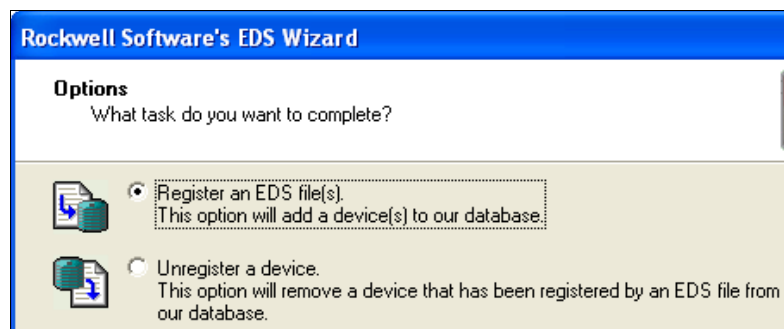 Rockwell Software's EDS Wizard
Options
What task do you want to complete?
Register an EDS file(s).
This option will add a device(s) to our database.
Unregister a device.
This option will remove a device that has been registered by an EDS file from
our database.